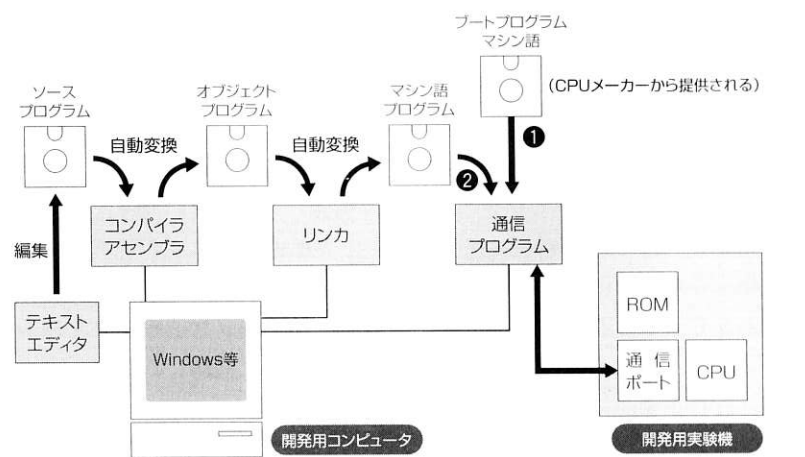 ブートプログラム
マシン語
(CPUメーカーから提供される)
ソース
プログラム
オブジェクト
プログラム
マシン語
プログラム
自動変換
自動変換
❶
❷
コンパイラ
アセンブラ
リンカ
通信
プログラム
編集
テキスト
エディタ
Windows等
ROM
通信
ポート
CPU
開発用コンピュータ
開発用実験機